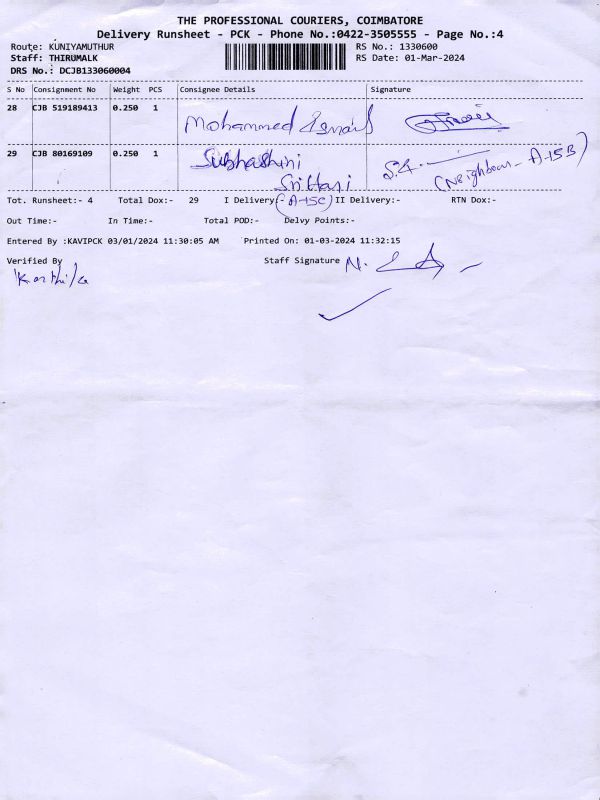 THE PROFESSIONAL COURIERS, COIMBATORE
Delivery Runsheet - PCK - Phone No.:0422-3505555 - Page No.:4
Route: KUNIYAMUTHUR RS No.: 1330600
Staff: THIRUMALK RS Date: 01-Mar-2024
DRS No.: DCJB133060004
S No Consignment No Weight PCS Consignee Details Signature
28 CJB 519189413 0.250 1 Mohammed Ismail
29 CJB 80169109 0.250 1 Subhashini
Sri Hari (Neighbour - A-15B)
Tot. Runsheet:- 4 Total Dox:- 29 I Delivery:- (A-15C) II Delivery:- RTN Dox:-
Out Time:- In Time:- Total POD:- Delvy Points:-
Entered By :KAVIPCK 03/01/2024 11:30:05 AM Printed On: 01-03-2024 11:32:15
Verified By Staff Signature
Karthika